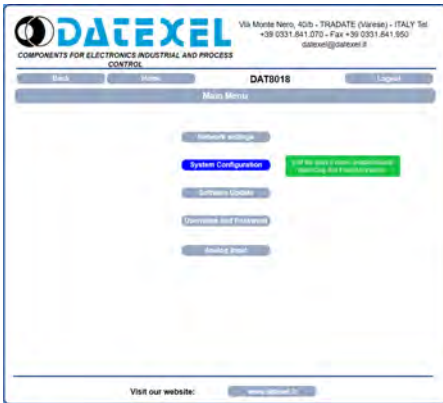 DATEXEL
COMPONENTS FOR ELECTRONICS INDUSTRIAL AND PROCESS
CONTROL
Via Monte Nero, 40/b - TRADATE (Varese) - ITALY Tel
+39 0331.841.070 - Fax +39 0331.841.950
datexel@datexel.it
Back
Home
DAT8018
Logout
Main Menu
Network settings
System Configuration
Software Update
Username and Password
Analog Input
Visit our website:
www.datexel.it